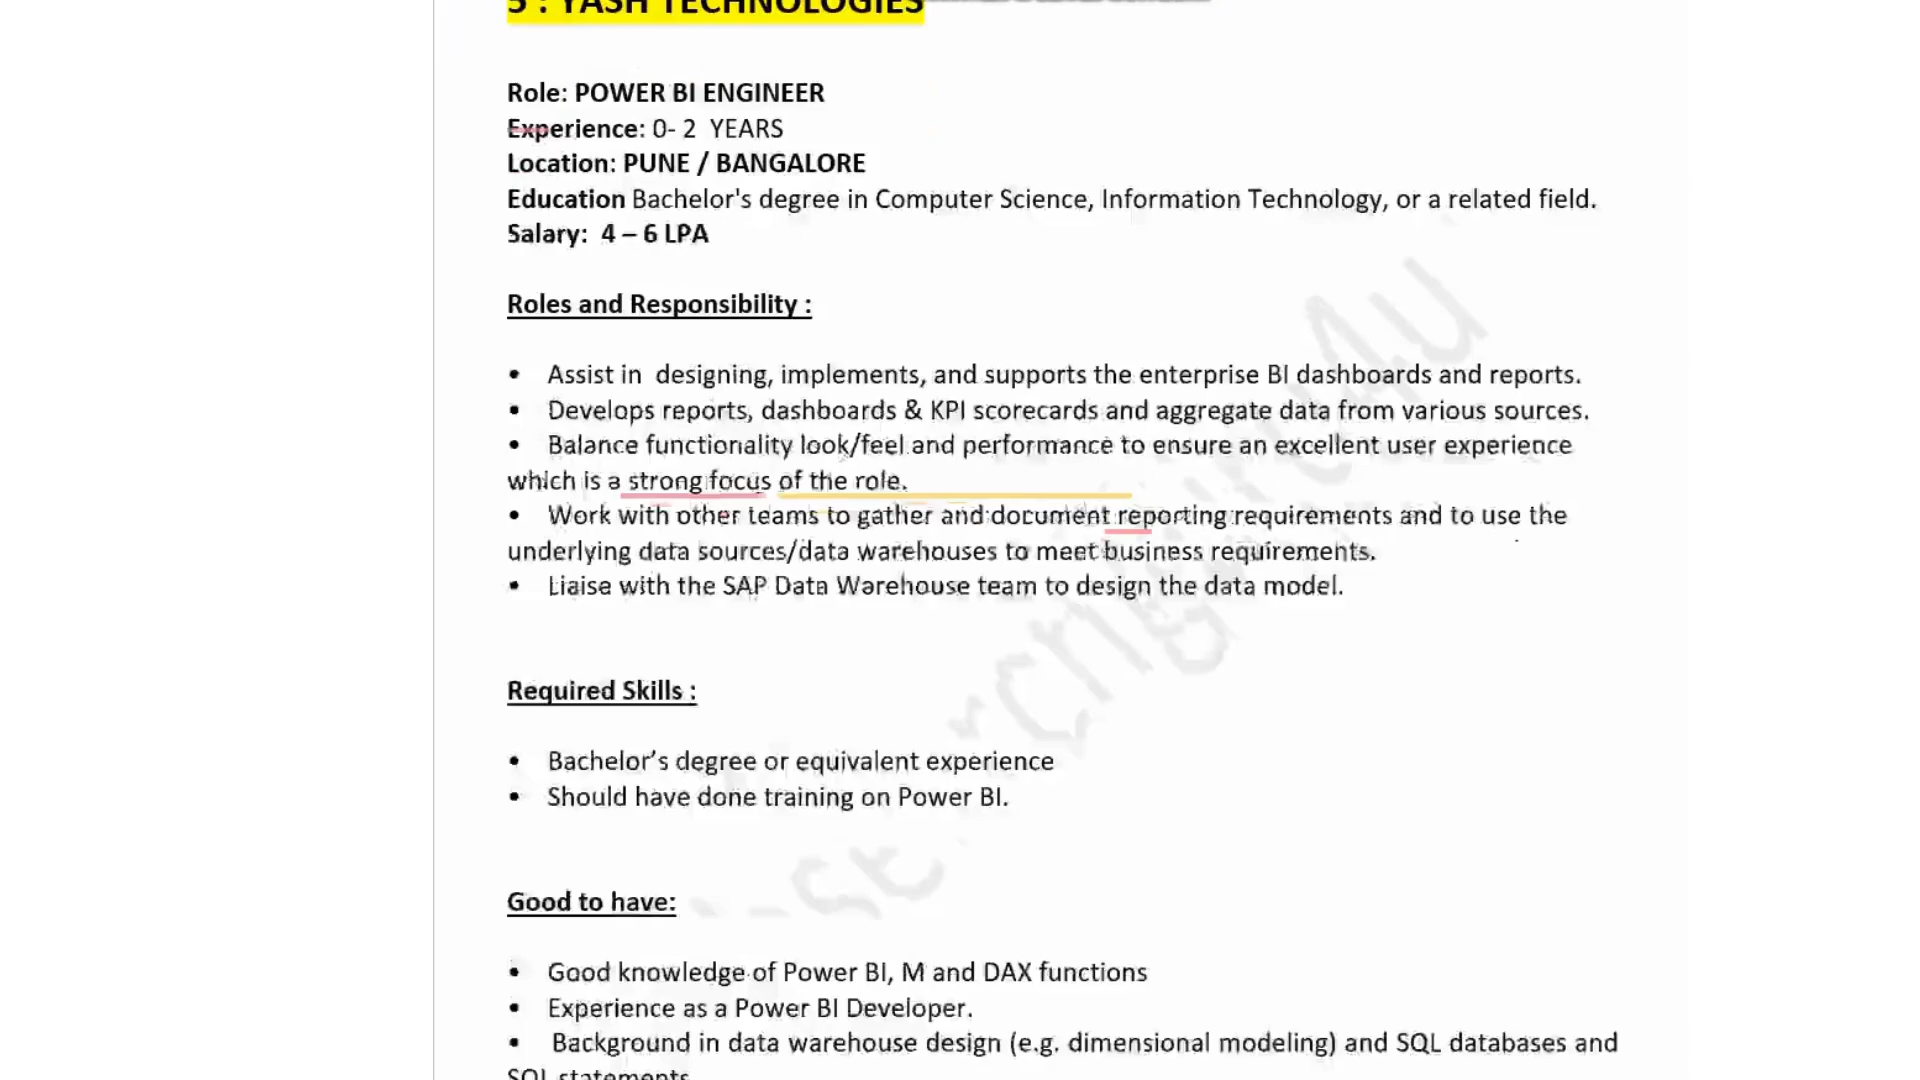 5 : YASH TECHNOLOGIES
Role: POWER BI ENGINEER
Experience: 0- 2  YEARS
Location: PUNE / BANGALORE
Education Bachelor's degree in Computer Science, Information Technology, or a related field.
Salary:  4 – 6 LPA
Roles and Responsibility :
• Assist in  designing, implements, and supports the enterprise BI dashboards and reports.
• Develops reports, dashboards & KPI scorecards and aggregate data from various sources.
• Balance functionality look/feel and performance to ensure an excellent user experience
which is a strong focus of the role.
• Work with other teams to gather and document reporting requirements and to use the
underlying data sources/data warehouses to meet business requirements.
• Liaise with the SAP Data Warehouse team to design the data model.
Required Skills :
• Bachelor’s degree or equivalent experience
• Should have done training on Power BI.
Good to have:
• Good knowledge of Power BI, M and DAX functions
• Experience as a Power BI Developer.
• Background in data warehouse design (e.g. dimensional modeling) and SQL databases and
SQL statements